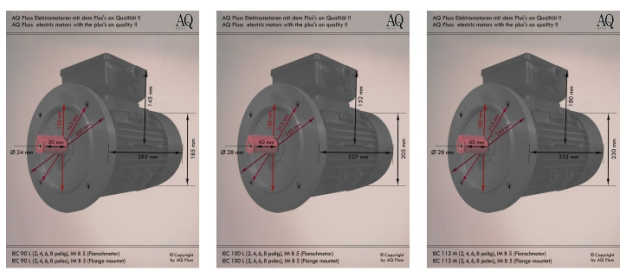 AQ Pluss Elektromotoren mit dem Plus's an Qualität !!
AQ Pluss electric motors with the plus's on quality !!
AQ
145 mm
50 mm
Ø 24 mm
185 mm
IEC 90 L (2, 4, 6, 8 polig), IM B 5 (Flanschmotor)
IEC 90 L (2, 4, 6, 8 poles), IM B 5 (Flange mountet)
© Copyright
by AQ Pluss
AQ Pluss Elektromotoren mit dem Plus's an Qualität !!
AQ Pluss electric motors with the plus's on quality !!
AQ
152 mm
60 mm
Ø 28 mm
327 mm
205 mm
IEC 100 L (2, 4, 6, 8 polig), IM B 5 (Flanschmotor)
IEC 100 L (2, 4, 6, 8 poles), IM B 5 (Flange mountet)
© Copyright
by AQ Pluss
AQ Pluss Elektromotoren mit dem Plus's an Qualität !!
AQ Pluss electric motors with the plus's on quality !!
AQ
180 mm
60 mm
Ø 28 mm
230 mm
IEC 112 M (2, 4, 6, 8 polig), IM B 5 (Flanschmotor)
IEC 112 M (2, 4, 6, 8 poles), IM B 5 (Flange mountet)
© Copyright
by AQ Pluss